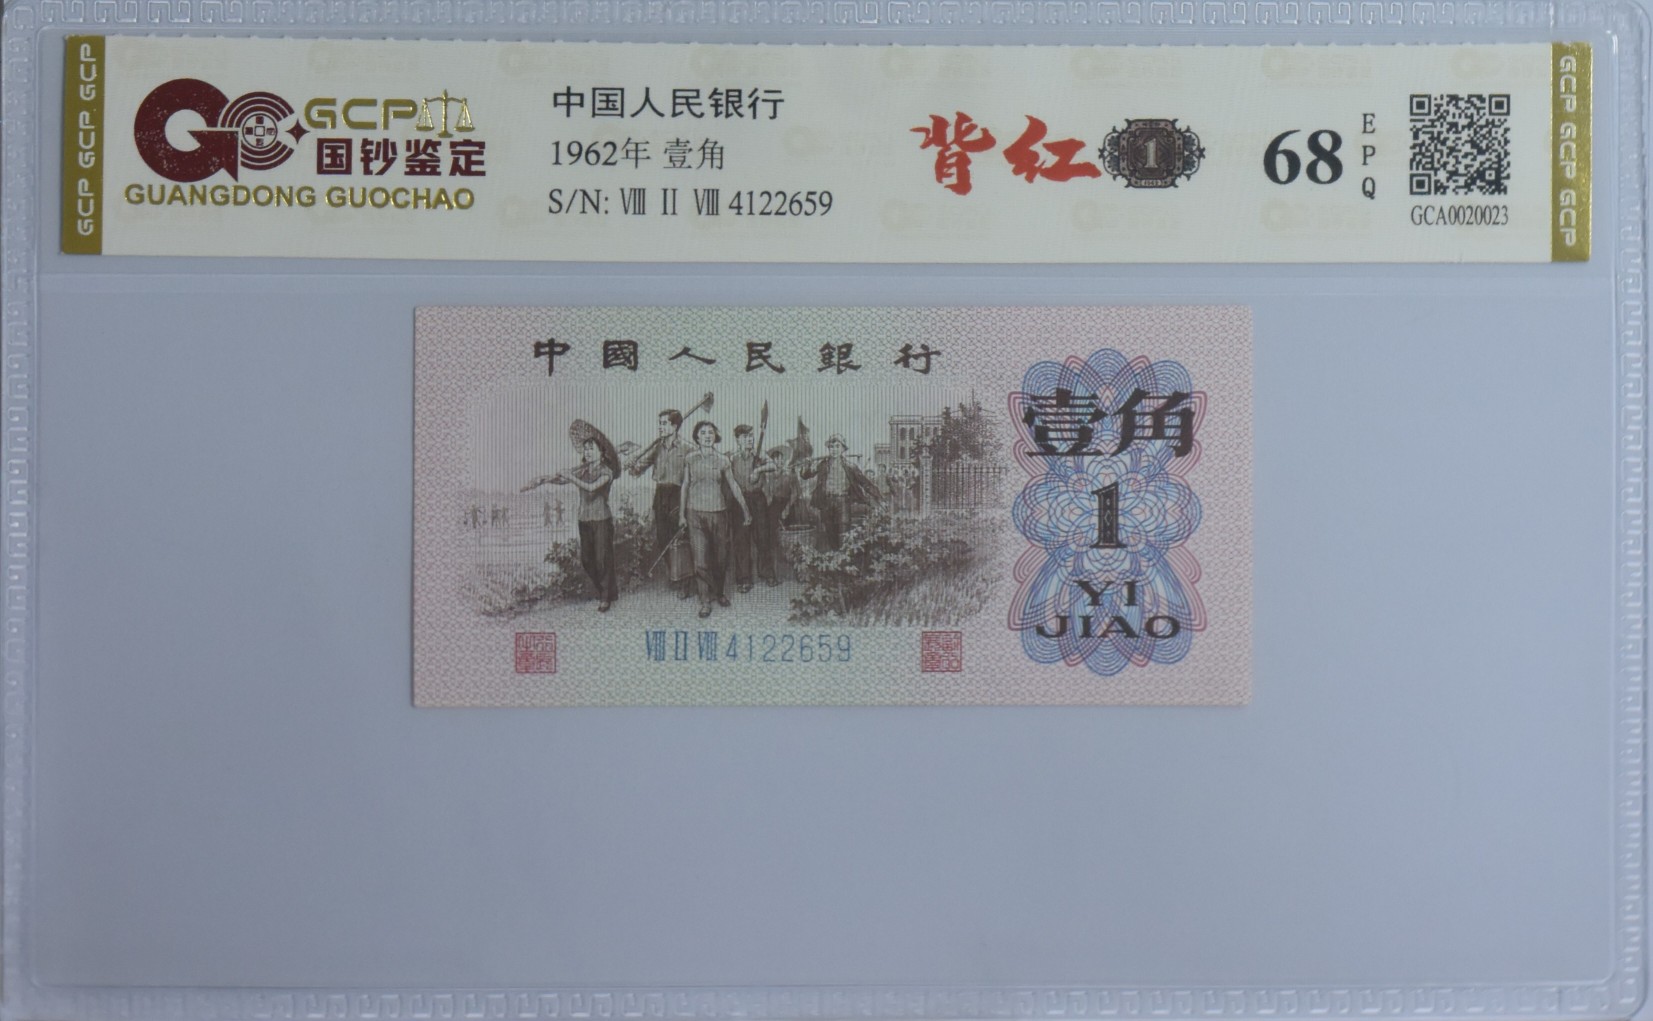 GCP GCP GCP
GCP
国钞鉴定
GUANGDONG GUOCHAO
中国人民银行
1962年 壹角
S/N: Ⅷ Ⅱ Ⅷ 4122659
背红
1
68
EPQ
GCA0020023
GCP GCP GCP
中國人民銀行
壹角
1
YI
JIAO
Ⅷ Ⅱ Ⅷ 4122659